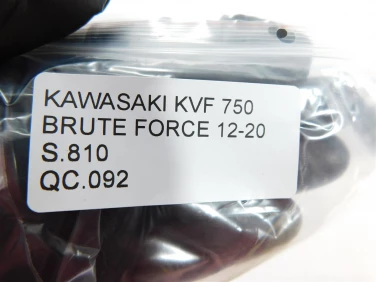 KAWASAKI KVF 750
BRUTE FORCE 12-20
S.810
QC.092